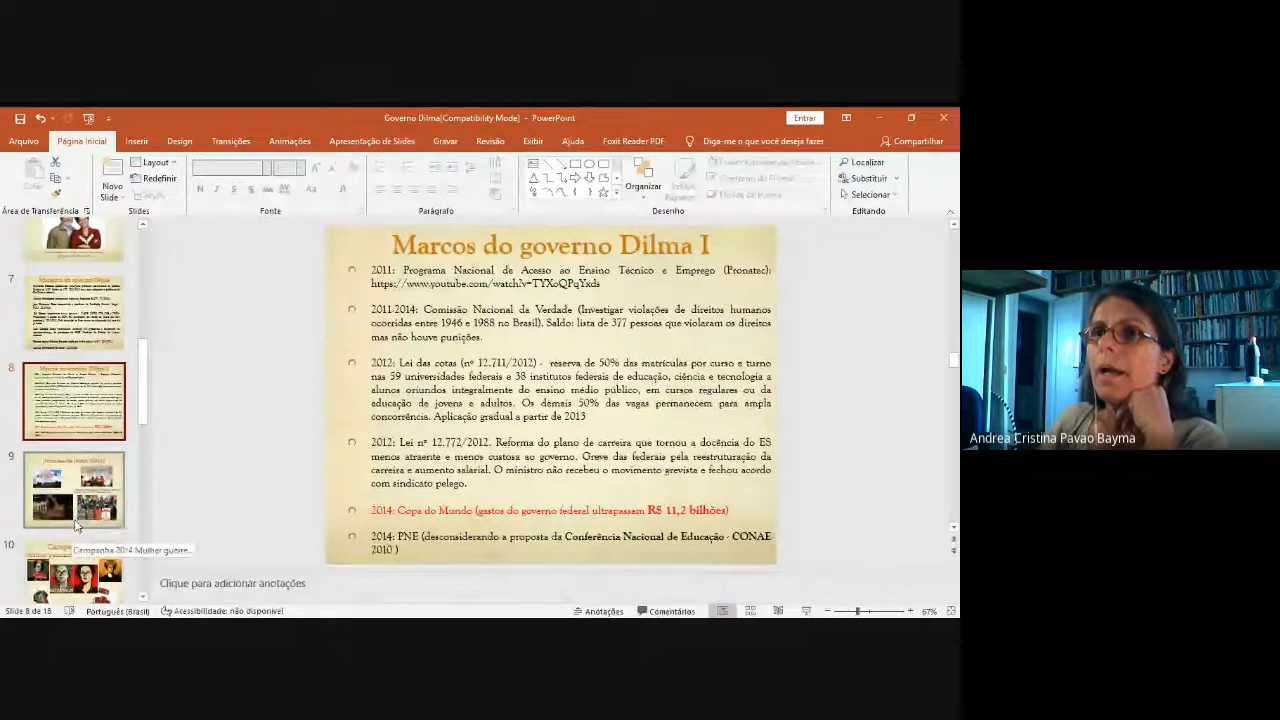 Governo Dilma[Compatibility Mode] - PowerPoint
Entrar
Arquivo
Página Inicial
Inserir
Design
Transições
Animações
Apresentação de Slides
Gravar
Revisão
Exibir
Ajuda
Foxit Reader PDF
Diga-me o que você deseja fazer
Compartilhar
Colar
Novo
Slide
Layout
Redefinir
Organizar
Localizar
Substituir
Selecionar
Área de Transferência
Slides
Fonte
Parágrafo
Desenho
Editando
7
8
9
10
Campanha 2014 Mulher guerre...
Marcos do governo Dilma I
2011: Programa Nacional de Acesso ao Ensino Técnico e Emprego (Pronatec):
https://www.youtube.com/watch?v=TYXoQPqYxds
2011-2014: Comissão Nacional da Verdade (Investigar violações de direitos humanos
ocorridas entre 1946 e 1988 no Brasil). Saldo: lista de 377 pessoas que violaram os direitos
mas não houve punições.
2012: Lei das cotas (nº 12.711/2012) - reserva de 50% das matrículas por curso e turno
nas 59 universidades federais e 38 institutos federais de educação, ciência e tecnologia a
alunos oriundos integralmente do ensino médio público, em cursos regulares ou da
educação de jovens e adultos. Os demais 50% das vagas permanecem para ampla
concorrência. Aplicação gradual a partir de 2013
2012: Lei nº 12.772/2012. Reforma do plano de carreira que tornou a docência do ES
menos atraente e menos custosa ao governo. Greve das federais pela reestruturação da
carreira e aumento salarial. O ministro não recebeu o movimento grevista e fechou acordo
com sindicato pelego.
2014: Copa do Mundo (gastos do governo federal ultrapassam R$ 11,2 bilhões)
2014: PNE (desconsiderando a proposta da Conferência Nacional de Educação - CONAE
2010 )
Clique para adicionar anotações
Slide 8 de 18
Português (Brasil)
Acessibilidade: não disponível
Anotações
Comentários
67%
Andrea Cristina Pavao Bayma